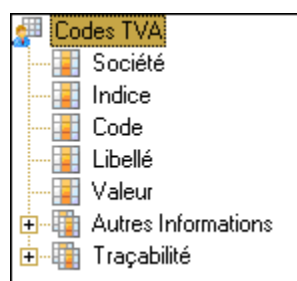 Codes TVA
Société
Indice
Code
Libellé
Valeur
Autres Informations
Traçabilité